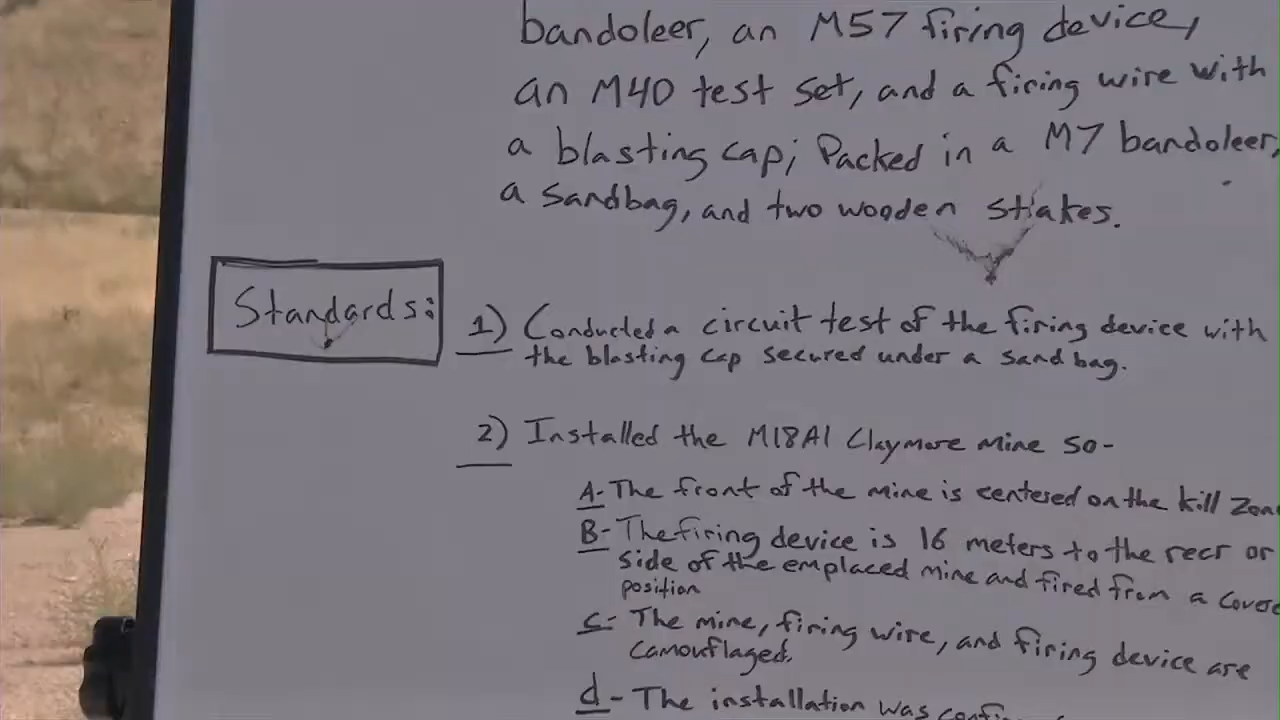 bandoleer, an M57 firing device,
an M40 test set, and a firing wire with
a blasting cap; Packed in a M7 bandoleer,
a sandbag, and two wooden stakes.
Standards:
1) Conducted a circuit test of the firing device with
the blasting cap secured under a sand bag.
2) Installed the M18A1 Claymore Mine so-
A- The front of the mine is centered on the kill Zone
B- The firing device is 16 meters to the rear or
side of the emplaced mine and fired from a
position
C- The mine, firing wire, and firing device are
camouflaged.
d- The installation was